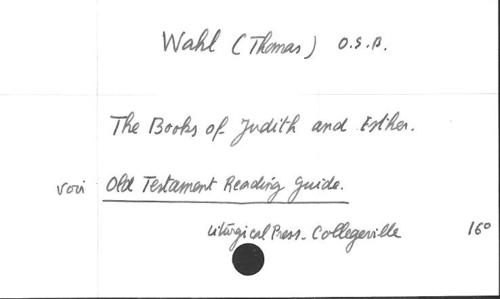 Wahl (Thomas) O.S.B.
The Books of Judith and Esther.
voir Old Testament Reading Guide.
Liturgical Press. Collegeville 16°